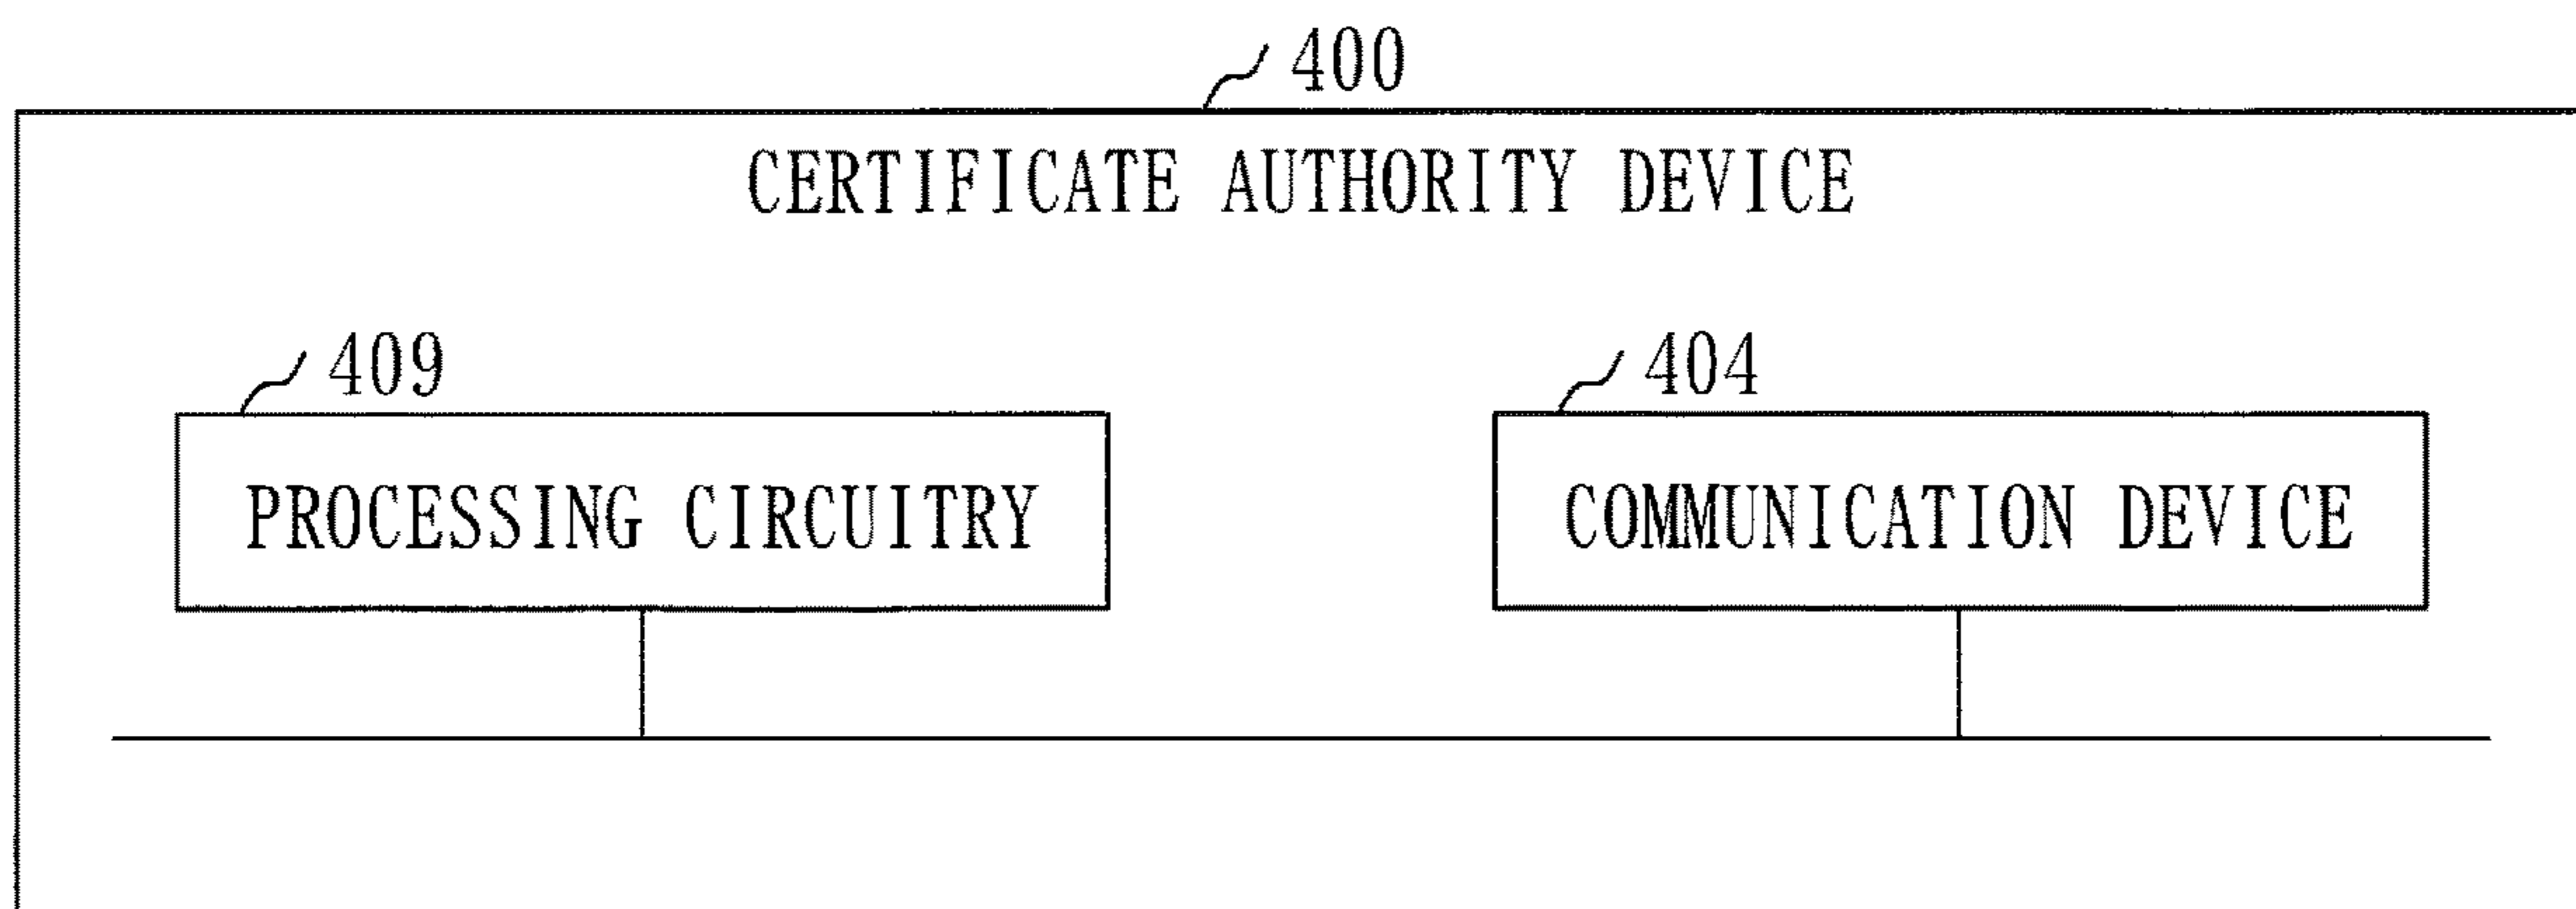 400
CERTIFICATE AUTHORITY DEVICE
409
404
PROCESSING CIRCUITRY
COMMUNICATION DEVICE